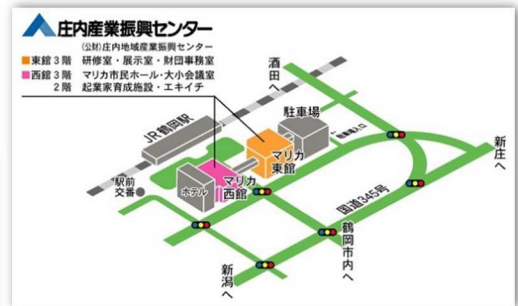 庄内産業振興センター
(公財)庄内地域産業振興センター
東館3階 研修室・展示室・財団事務室
西館3階 マリカ市民ホール・大小会議室
2階 起業家育成施設・エキイチ
酒田へ
JR鶴岡駅
駐車場
駐車場入口
マリカ
東館
新庄へ
駅前
交番
ホテル
マリカ
西館
国道345号
鶴岡市内へ
新潟へ